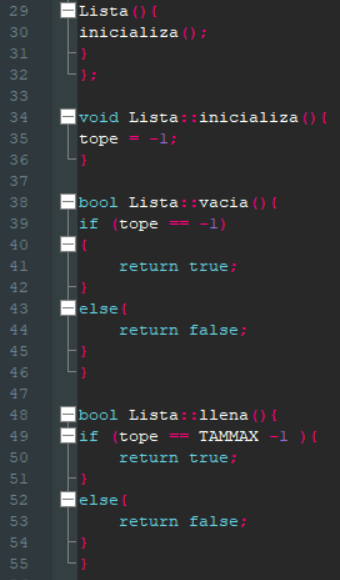 29 Lista(){
30 inicializa();
31 }
32 };
33
34 void Lista::inicializa(){
35 tope = -1;
36 }
37
38 bool Lista::vacia(){
39 if (tope == -1)
40 {
41     return true;
42 }
43 else{
44     return false;
45 }
46 }
47
48 bool Lista::llena(){
49 if (tope == TAMMAX -1 ){
50     return true;
51 }
52 else{
53     return false;
54 }
55 }